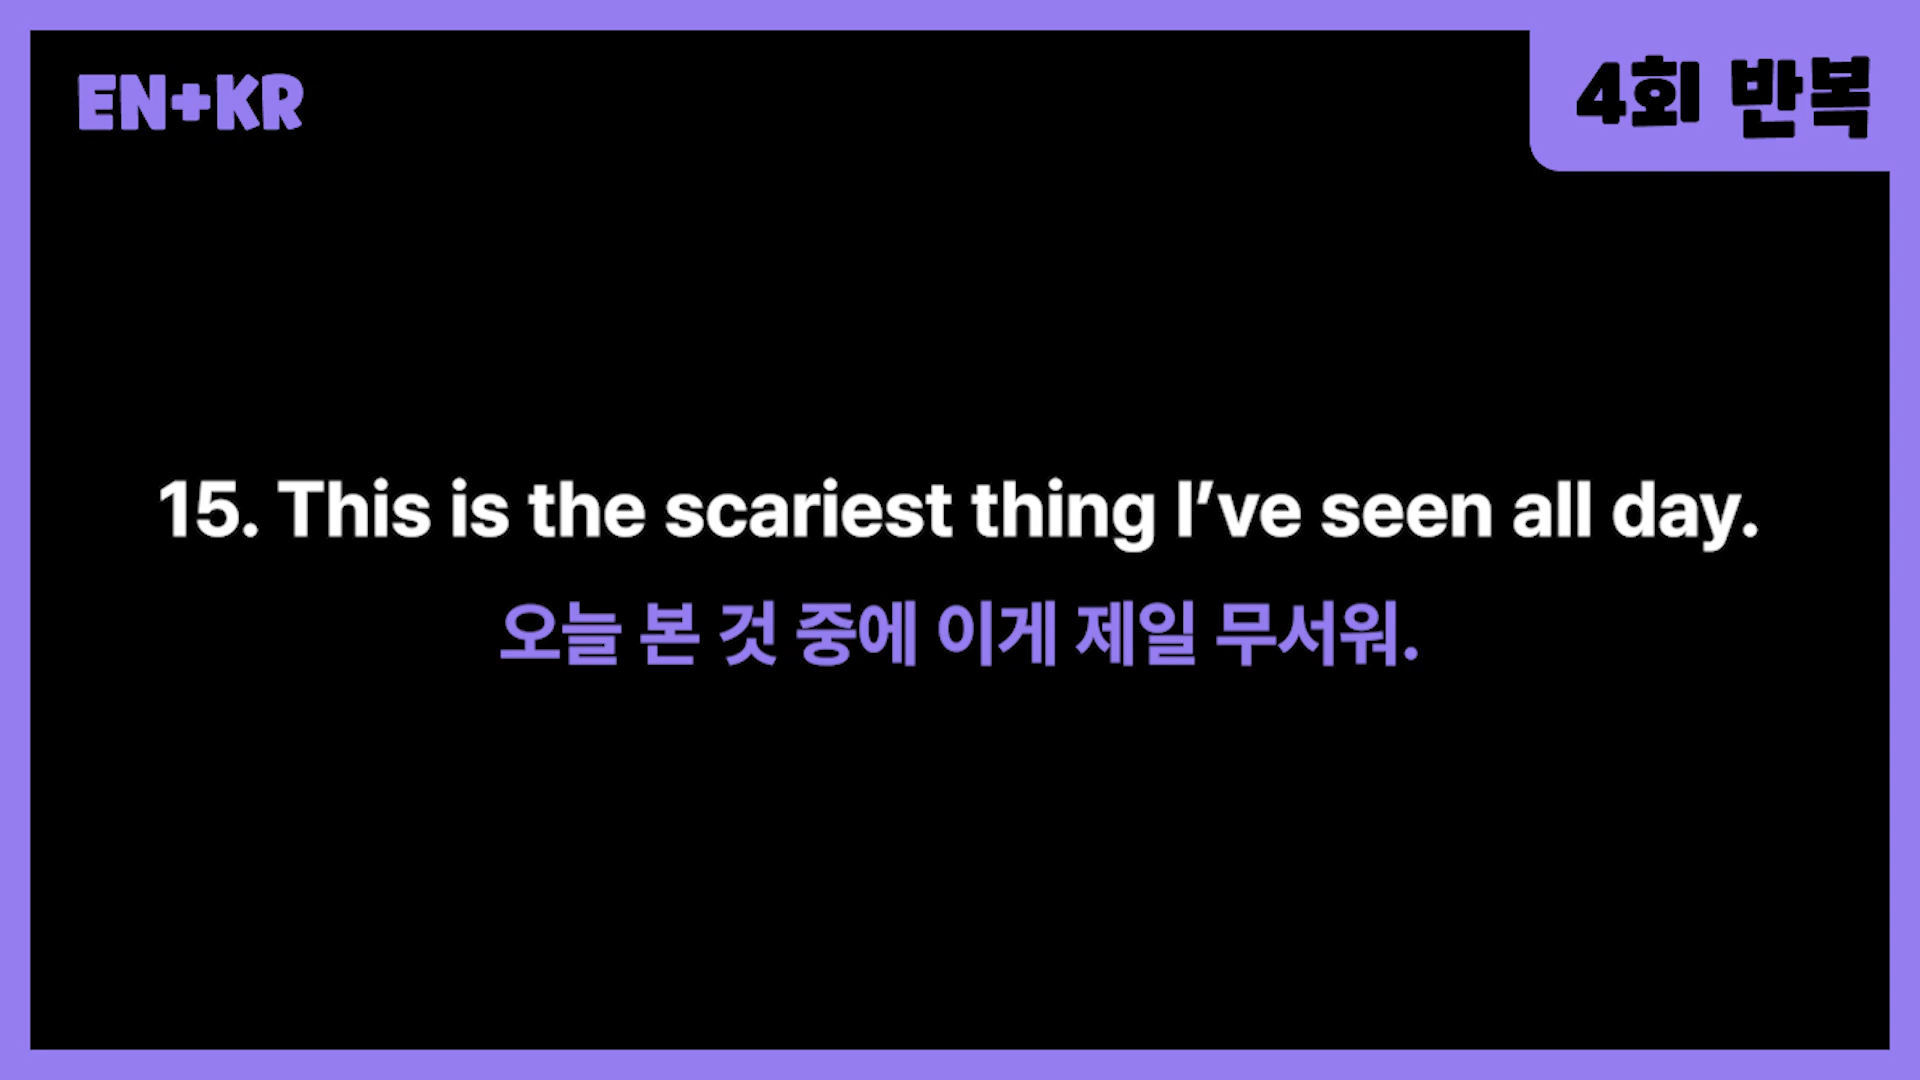 EN+KR
4회 반복
15. This is the scariest thing I’ve seen all day.
오늘 본 것 중에 이게 제일 무서워.